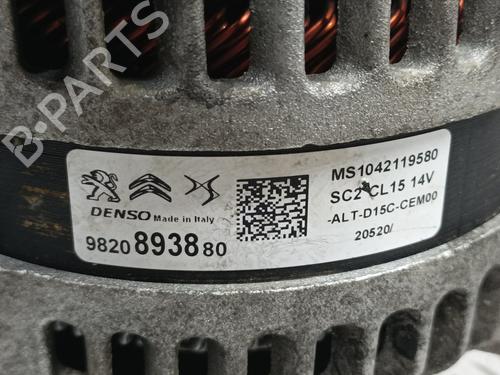 B-PARTS
DENSO Made in Italy
9820893880
MS1042119580
SC2 CL15 14V
-ALT-D15C-CEM00
20520/